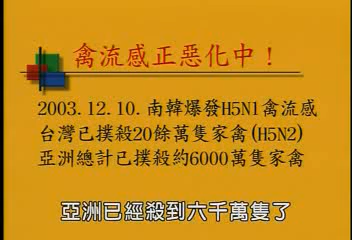 禽流感正惡化中！
2003.12.10.南韓爆發H5N1禽流感
台灣已撲殺20餘萬隻家禽(H5N2)
亞洲總計已撲殺約6000萬隻家禽
亞洲已經殺到六千萬隻了